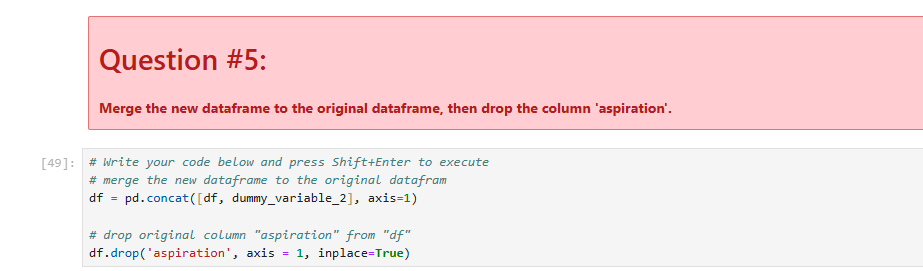 Question #5:
Merge the new dataframe to the original dataframe, then drop the column 'aspiration'.
[49]:
# Write your code below and press Shift+Enter to execute
# merge the new dataframe to the original datafram
df = pd.concat([df, dummy_variable_2], axis=1)
# drop original column "aspiration" from "df"
df.drop('aspiration', axis = 1, inplace=True)